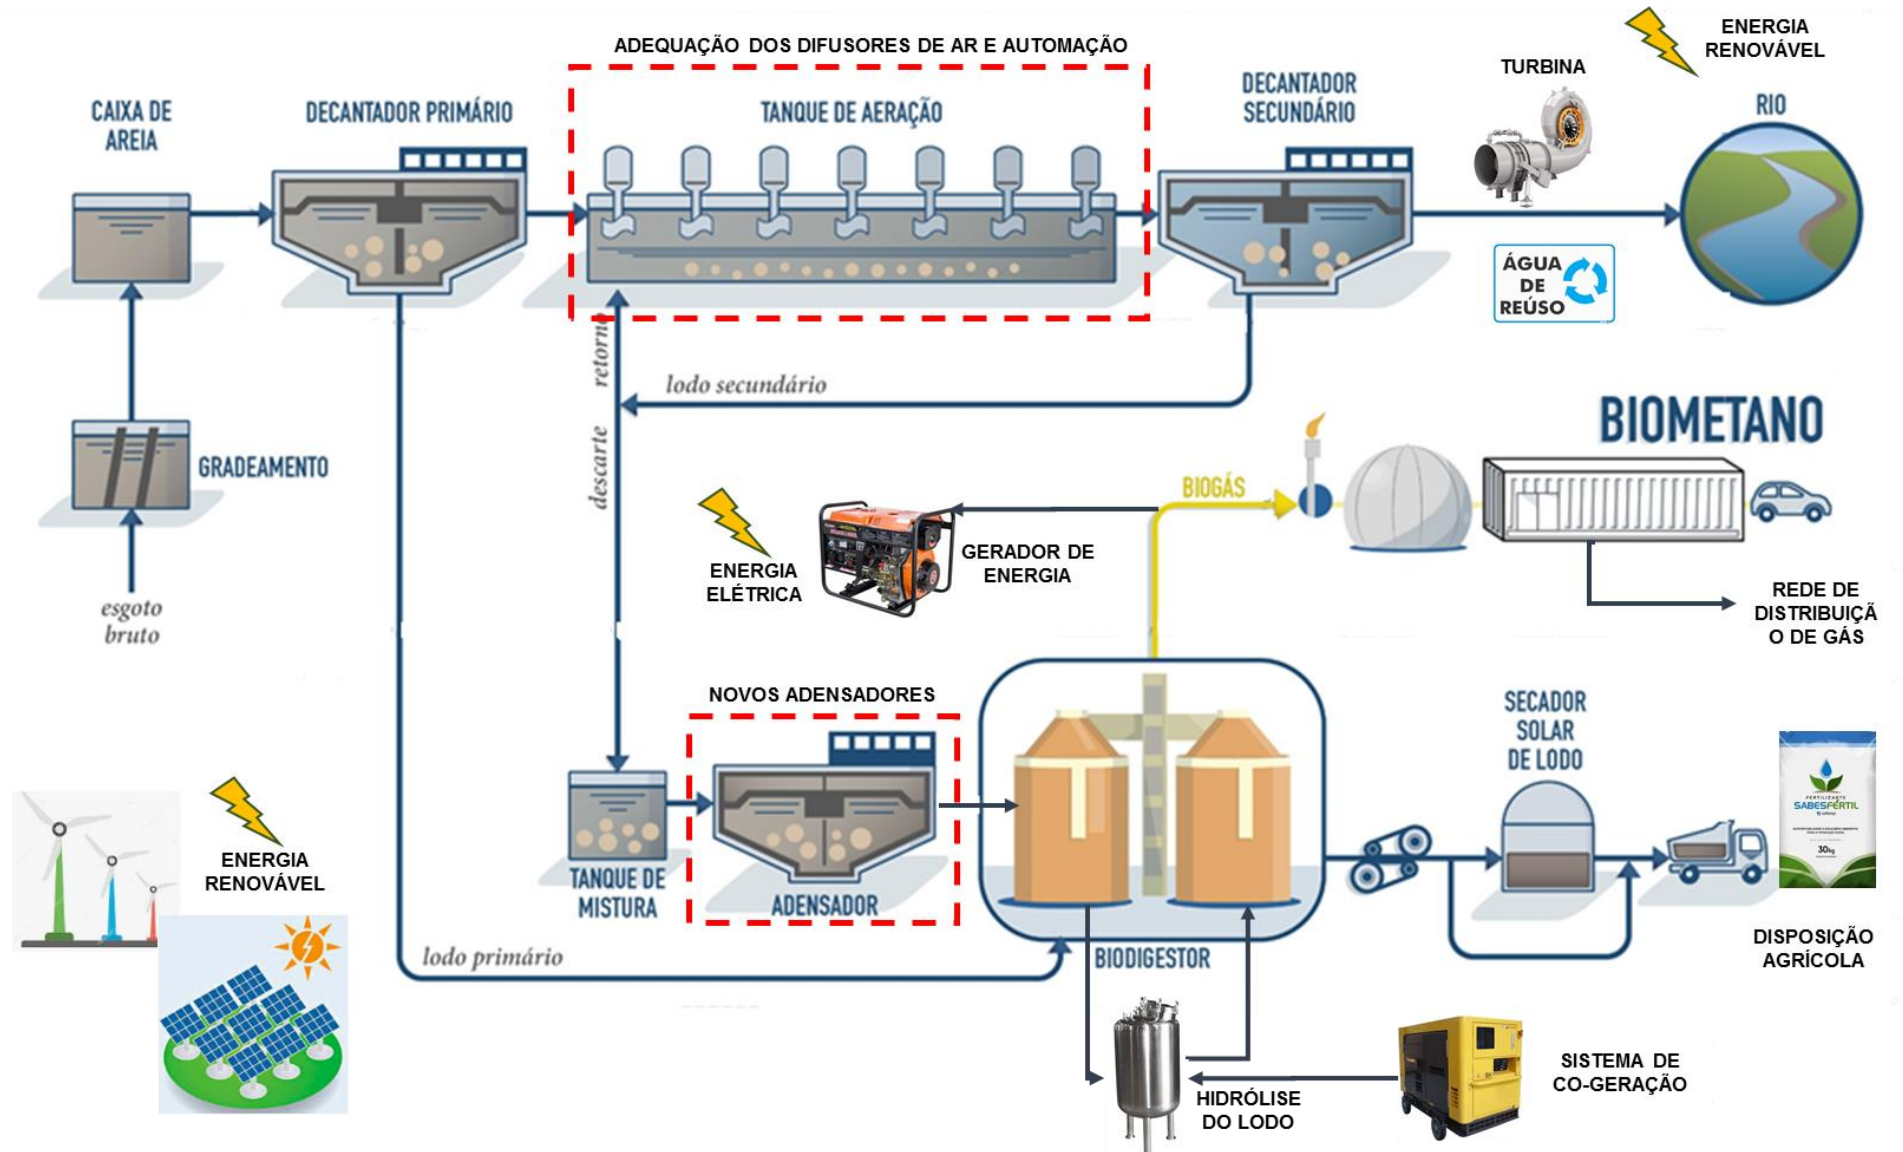 ADEQUAÇÃO DOS DIFUSORES DE AR E AUTOMAÇÃO
ENERGIA
RENOVÁVEL
TURBINA
CAIXA DE
AREIA
DECANTADOR PRIMÁRIO
TANQUE DE AERAÇÃO
DECANTADOR
SECUNDÁRIO
RIO
ÁGUA
DE
REÚSO
retorno
lodo secundário
descarte
GRADEAMENTO
esgoto
bruto
BIOGÁS
BIOMETANO
ENERGIA
ELÉTRICA
GERADOR DE
ENERGIA
REDE DE
DISTRIBUIÇÃ
O DE GÁS
NOVOS ADENSADORES
TANQUE DE
MISTURA
ADENSADOR
SECADOR
SOLAR
DE LODO
FERTILIZANTE
SABESFÉRTIL
30kg
ENERGIA
RENOVÁVEL
lodo primário
BIODIGESTOR
DISPOSIÇÃO
AGRÍCOLA
HIDRÓLISE
DO LODO
SISTEMA DE
CO-GERAÇÃO